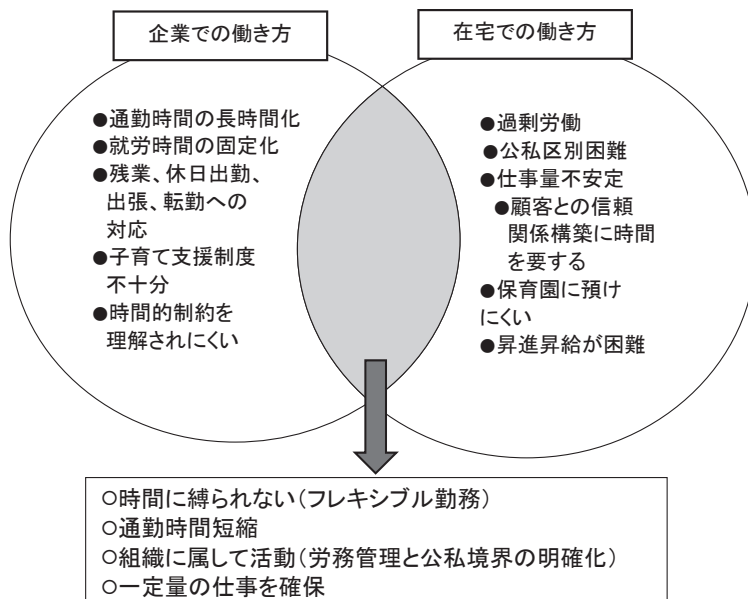 企業での働き方
在宅での働き方
●通勤時間の長時間化
●就労時間の固定化
●残業、休日出勤、
出張、転勤への
対応
●子育て支援制度
不十分
●時間的制約を
理解されにくい
●過剰労働
●公私区別困難
●仕事量不安定
●顧客との信頼
関係構築に時間
を要する
●保育園に預け
にくい
●昇進昇給が困難
○時間に縛られない(フレキシブル勤務)
○通勤時間短縮
○組織に属して活動(労務管理と公私境界の明確化)
○一定量の仕事を確保